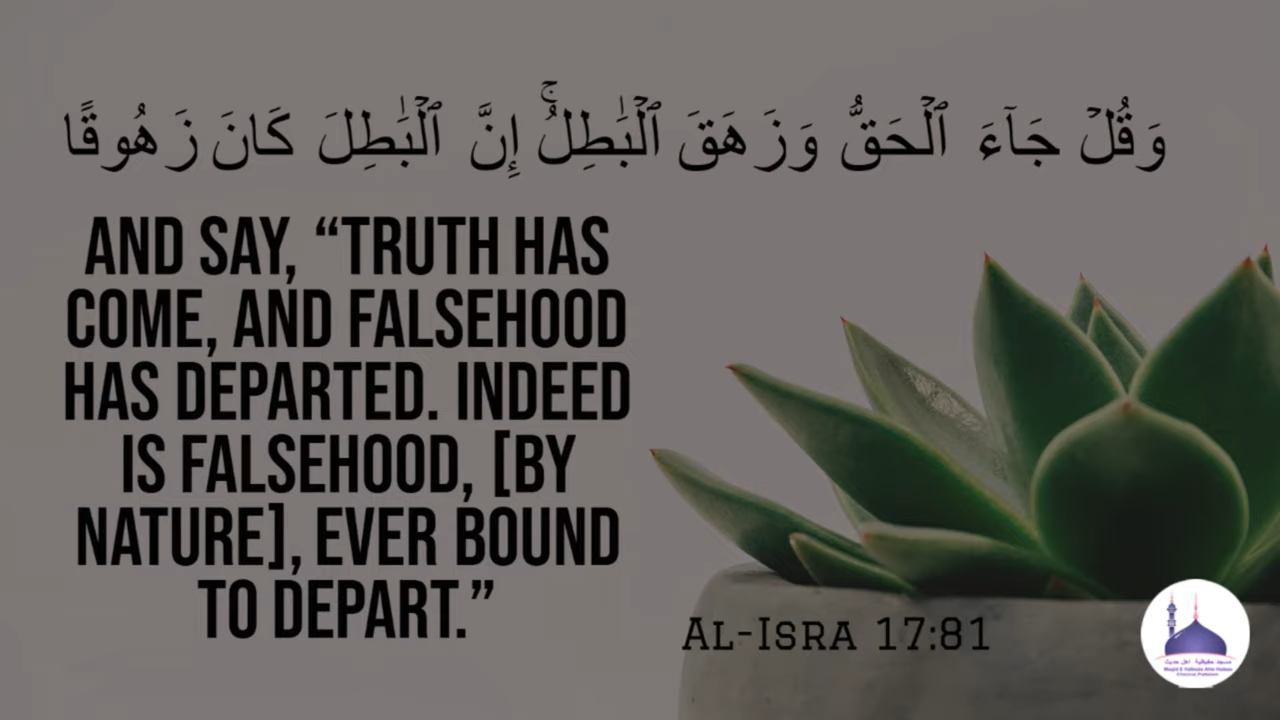 وَقُلْ جَآءَ ٱلْحَقُّ وَزَهَقَ ٱلْبَٰطِلُ ۚ إِنَّ ٱلْبَٰطِلَ كَانَ زَهُوقًا
AND SAY, “TRUTH HAS
COME, AND FALSEHOOD
HAS DEPARTED. INDEED
IS FALSEHOOD, [BY
NATURE], EVER BOUND
TO DEPART.”
AL-ISRA 17:81